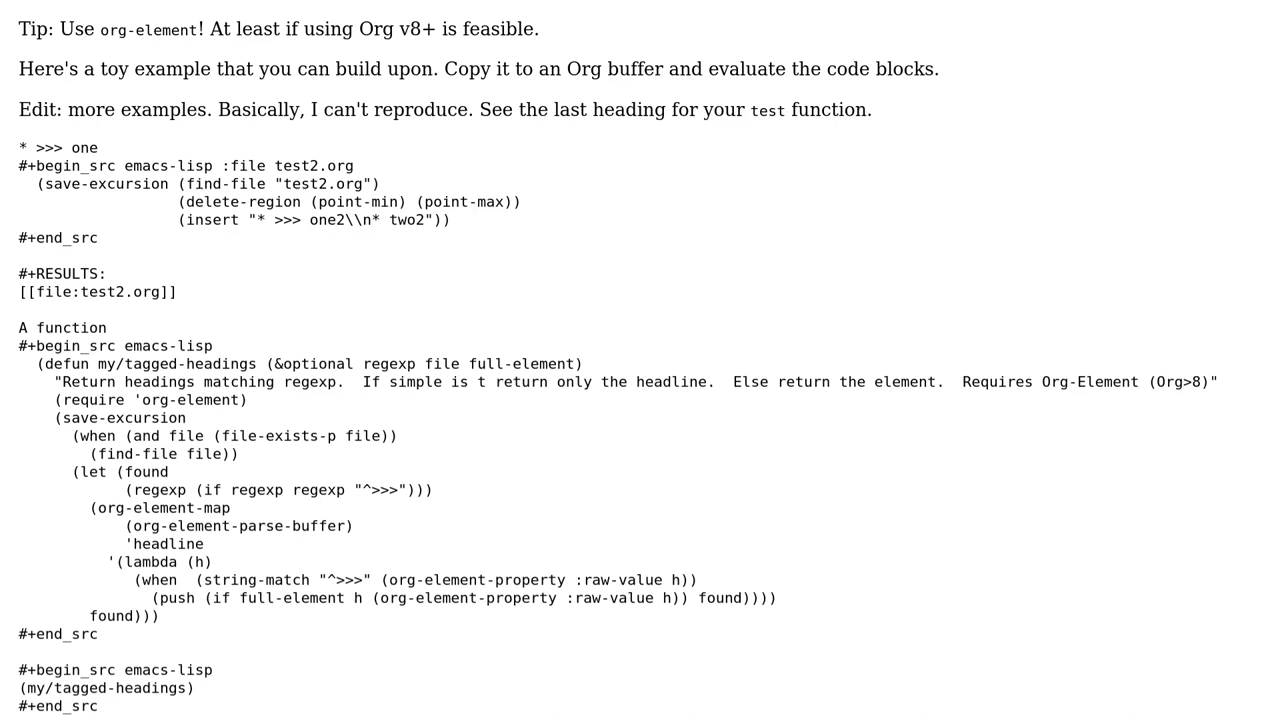 Tip: Use org-element! At least if using Org v8+ is feasible.
Here's a toy example that you can build upon. Copy it to an Org buffer and evaluate the code blocks.
Edit: more examples. Basically, I can't reproduce. See the last heading for your test function.
* >>> one
#+begin_src emacs-lisp :file test2.org
  (save-excursion (find-file "test2.org")
                  (delete-region (point-min) (point-max))
                  (insert "* >>> one2\\n* two2"))
#+end_src

#+RESULTS:
[[file:test2.org]]

A function
#+begin_src emacs-lisp
  (defun my/tagged-headings (&optional regexp file full-element)
    "Return headings matching regexp.  If simple is t return only the headline.  Else return the element.  Requires Org-Element (Org>8)"
    (require 'org-element)
    (save-excursion
      (when (and file (file-exists-p file))
        (find-file file))
      (let (found
            (regexp (if regexp regexp "^>>>")))
        (org-element-map
            (org-element-parse-buffer)
            'headline
          '(lambda (h)
             (when  (string-match "^>>>" (org-element-property :raw-value h))
               (push (if full-element h (org-element-property :raw-value h)) found))))
        found)))
#+end_src

#+begin_src emacs-lisp
(my/tagged-headings)
#+end_src